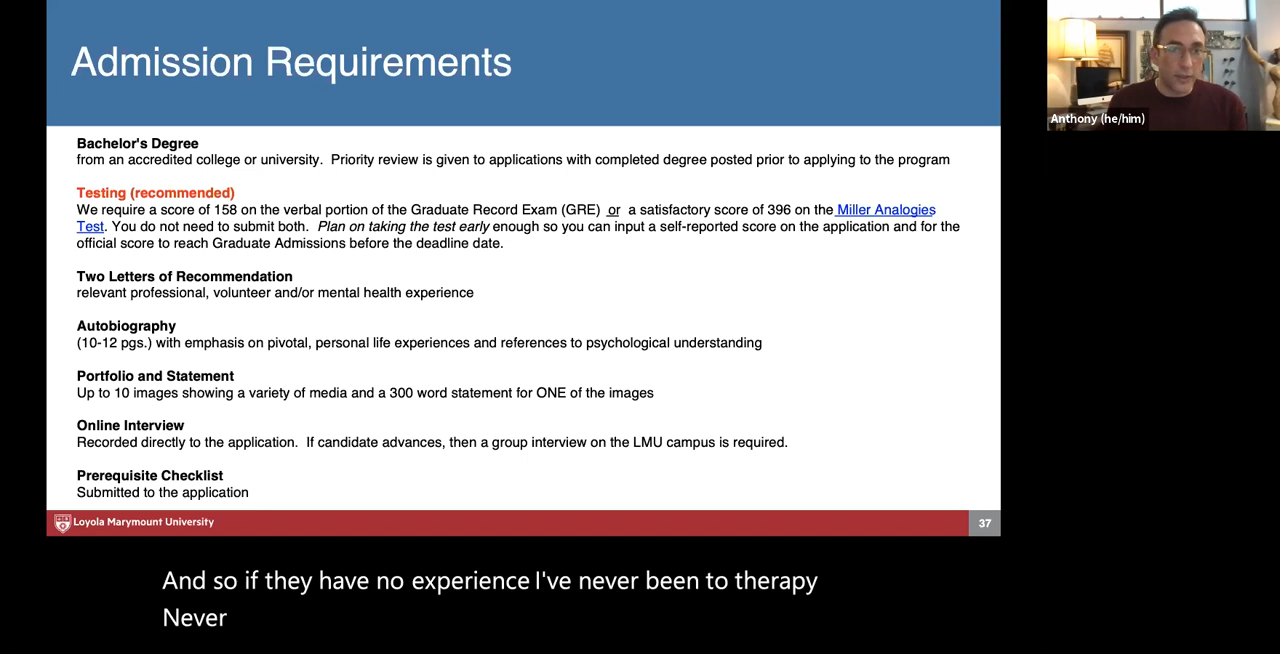 Admission Requirements
Anthony (he/him)
Bachelor's Degree
from an accredited college or university.  Priority review is given to applications with completed degree posted prior to applying to the program
Testing (recommended)
We require a score of 158 on the verbal portion of the Graduate Record Exam (GRE)  or  a satisfactory score of 396 on the Miller Analogies
Test. You do not need to submit both.  Plan on taking the test early enough so you can input a self-reported score on the application and for the
official score to reach Graduate Admissions before the deadline date.
Two Letters of Recommendation
relevant professional, volunteer and/or mental health experience
Autobiography
(10-12 pgs.) with emphasis on pivotal, personal life experiences and references to psychological understanding
Portfolio and Statement
Up to 10 images showing a variety of media and a 300 word statement for ONE of the images
Online Interview
Recorded directly to the application.  If candidate advances, then a group interview on the LMU campus is required.
Prerequisite Checklist
Submitted to the application
Loyola Marymount University
37
And so if they have no experience I've never been to therapy
Never